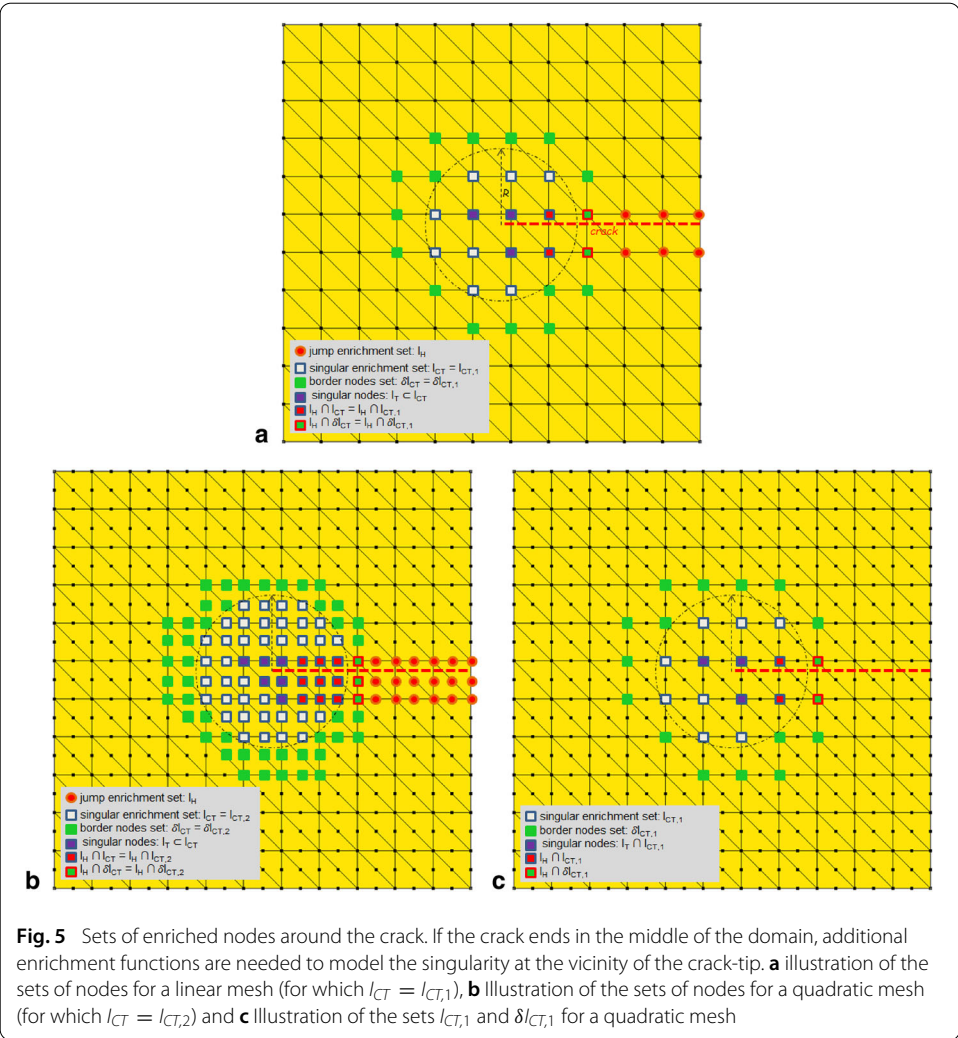 R
crack
jump enrichment set: I_H
singular enrichment set: I_CT = I_CT,1
border nodes set: δI_CT = δI_CT,1
singular nodes: I_T ⊂ I_CT
I_H ∩ I_CT = I_H ∩ I_CT,1
I_H ∩ δI_CT = I_H ∩ δI_CT,1
a
jump enrichment set: I_H
singular enrichment set: I_CT = I_CT,2
border nodes set: δI_CT = δI_CT,2
singular nodes: I_T ⊂ I_CT
I_H ∩ I_CT = I_H ∩ I_CT,2
I_H ∩ δI_CT = I_H ∩ δI_CT,2
b
singular enrichment set: I_CT,1
border nodes set: δI_CT,1
singular nodes: I_T ∩ I_CT,1
I_H ∩ I_CT,1
I_H ∩ δI_CT,1
c
Fig. 5 Sets of enriched nodes around the crack. If the crack ends in the middle of the domain, additional
enrichment functions are needed to model the singularity at the vicinity of the crack-tip. a illustration of the
sets of nodes for a linear mesh (for which I_CT = I_CT,1), b Illustration of the sets of nodes for a quadratic mesh
(for which I_CT = I_CT,2) and c Illustration of the sets I_CT,1 and δI_CT,1 for a quadratic mesh